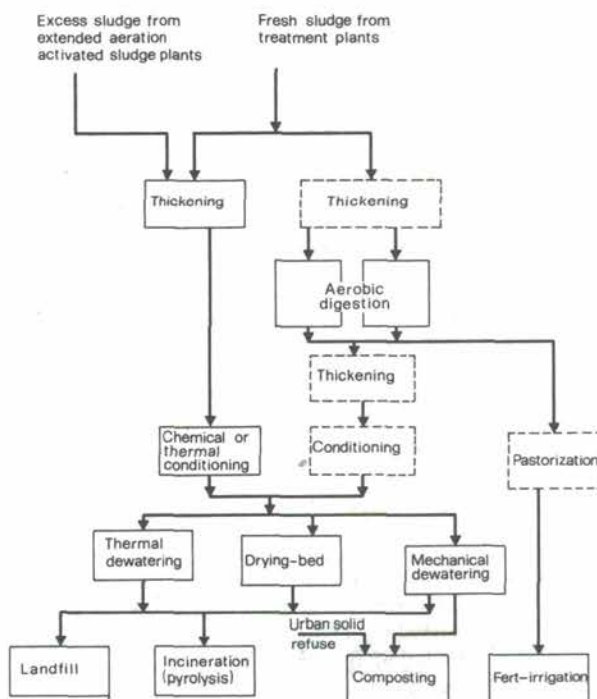 Excess sludge from
extended aeration
activated sludge plants
Fresh sludge from
treatment plants
Thickening
Thickening
Aerobic
digestion
Thickening
Chemical or
thermal
conditioning
Conditioning
Pastorization
Thermal
dewatering
Drying-bed
Mechanical
dewatering
Urban solid
refuse
Landfill
Incineration
(pyrolysis)
Composting
Fert-irrigation